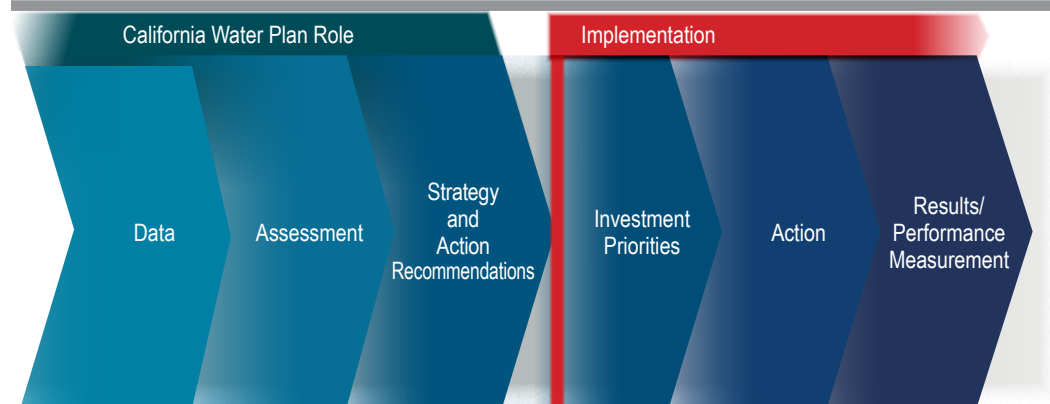 California Water Plan Role
Implementation
Data
Assessment
Strategy
and
Action
Recommendations
Investment
Priorities
Action
Results/
Performance
Measurement